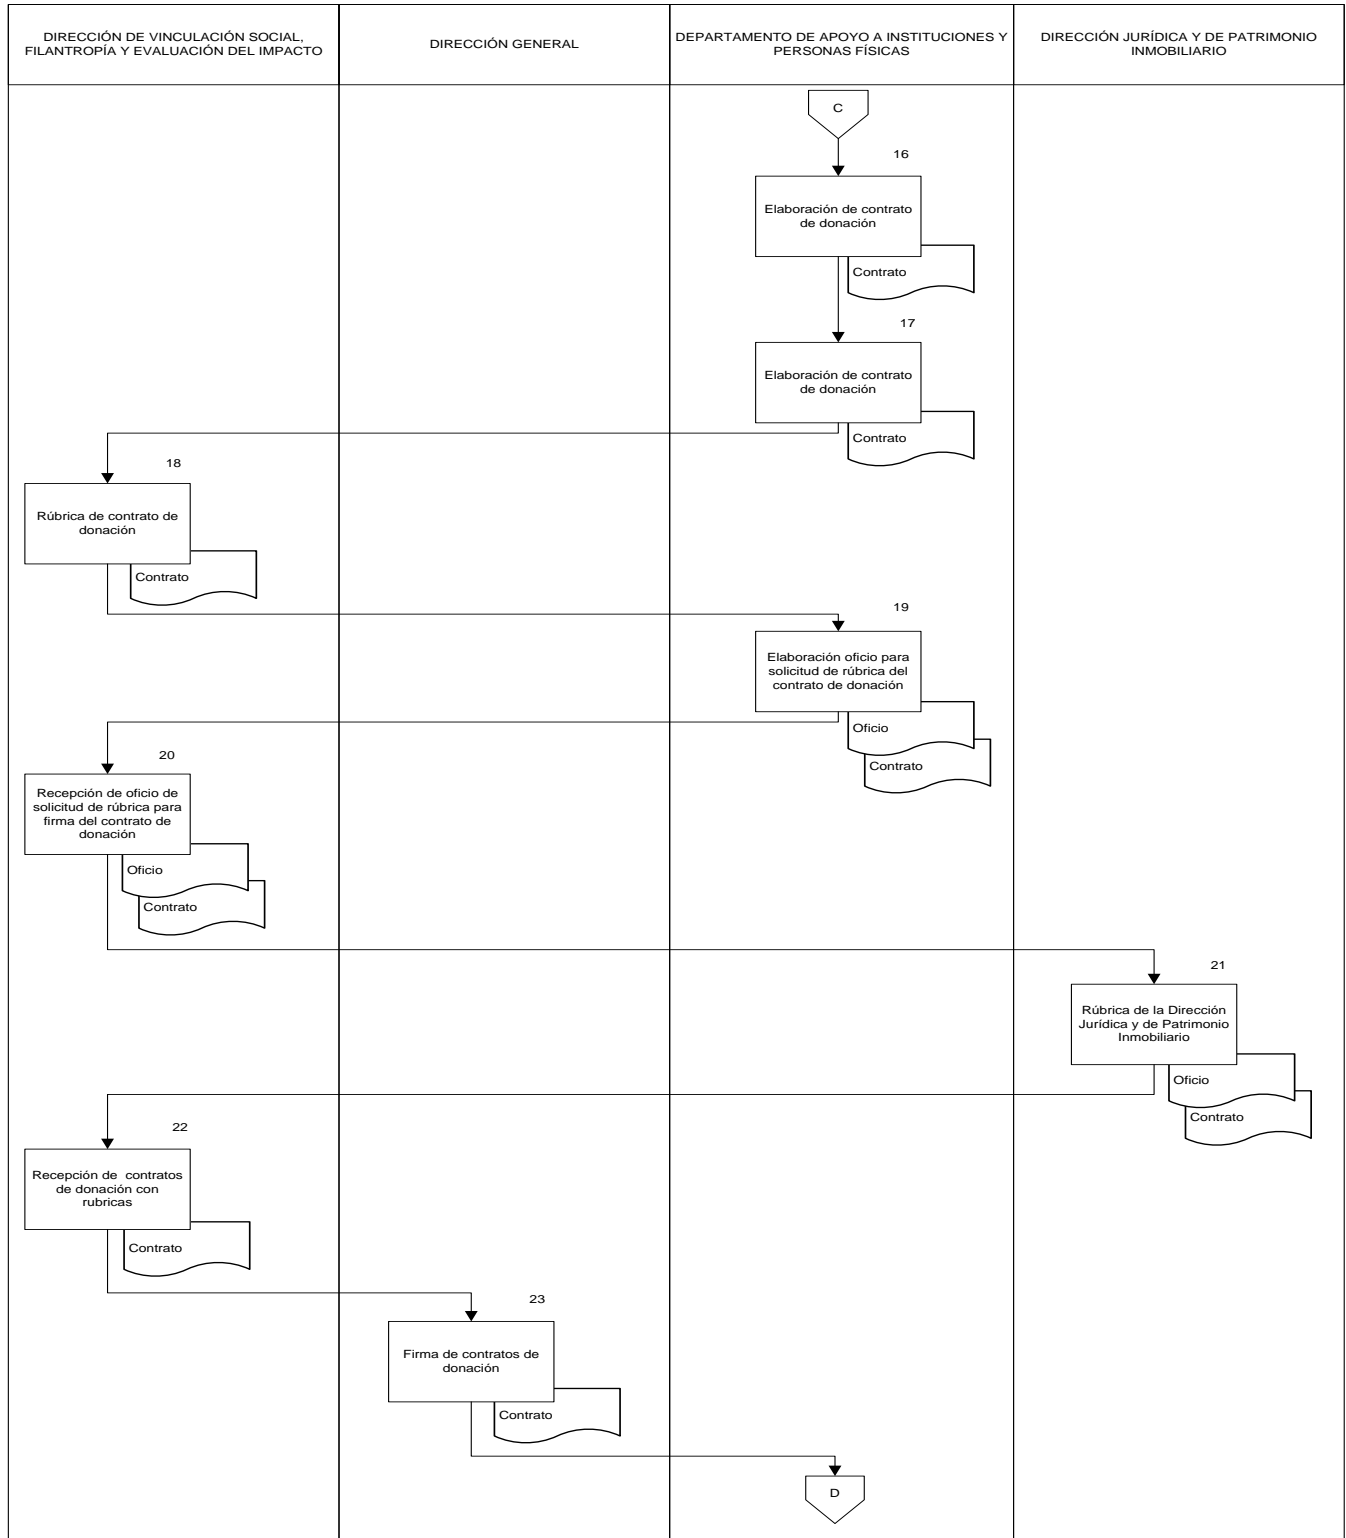 DIRECCIÓN DE VINCULACIÓN SOCIAL,
FILANTROPÍA Y EVALUACIÓN DEL IMPACTO
DIRECCIÓN GENERAL
DEPARTAMENTO DE APOYO A INSTITUCIONES Y
PERSONAS FÍSICAS
DIRECCIÓN JURÍDICA Y DE PATRIMONIO
INMOBILIARIO
C
16
Elaboración de contrato
de donación
Contrato
17
Elaboración de contrato
de donación
Contrato
18
Rúbrica de contrato de
donación
Contrato
19
Elaboración oficio para
solicitud de rúbrica del
contrato de donación
Oficio
Contrato
20
Recepción de oficio de
solicitud de rúbrica para
firma del contrato de
donación
Oficio
Contrato
21
Rúbrica de la Dirección
Jurídica y de Patrimonio
Inmobiliario
Oficio
Contrato
22
Recepción de  contratos
de donación con
rubricas
Contrato
23
Firma de contratos de
donación
Contrato
D